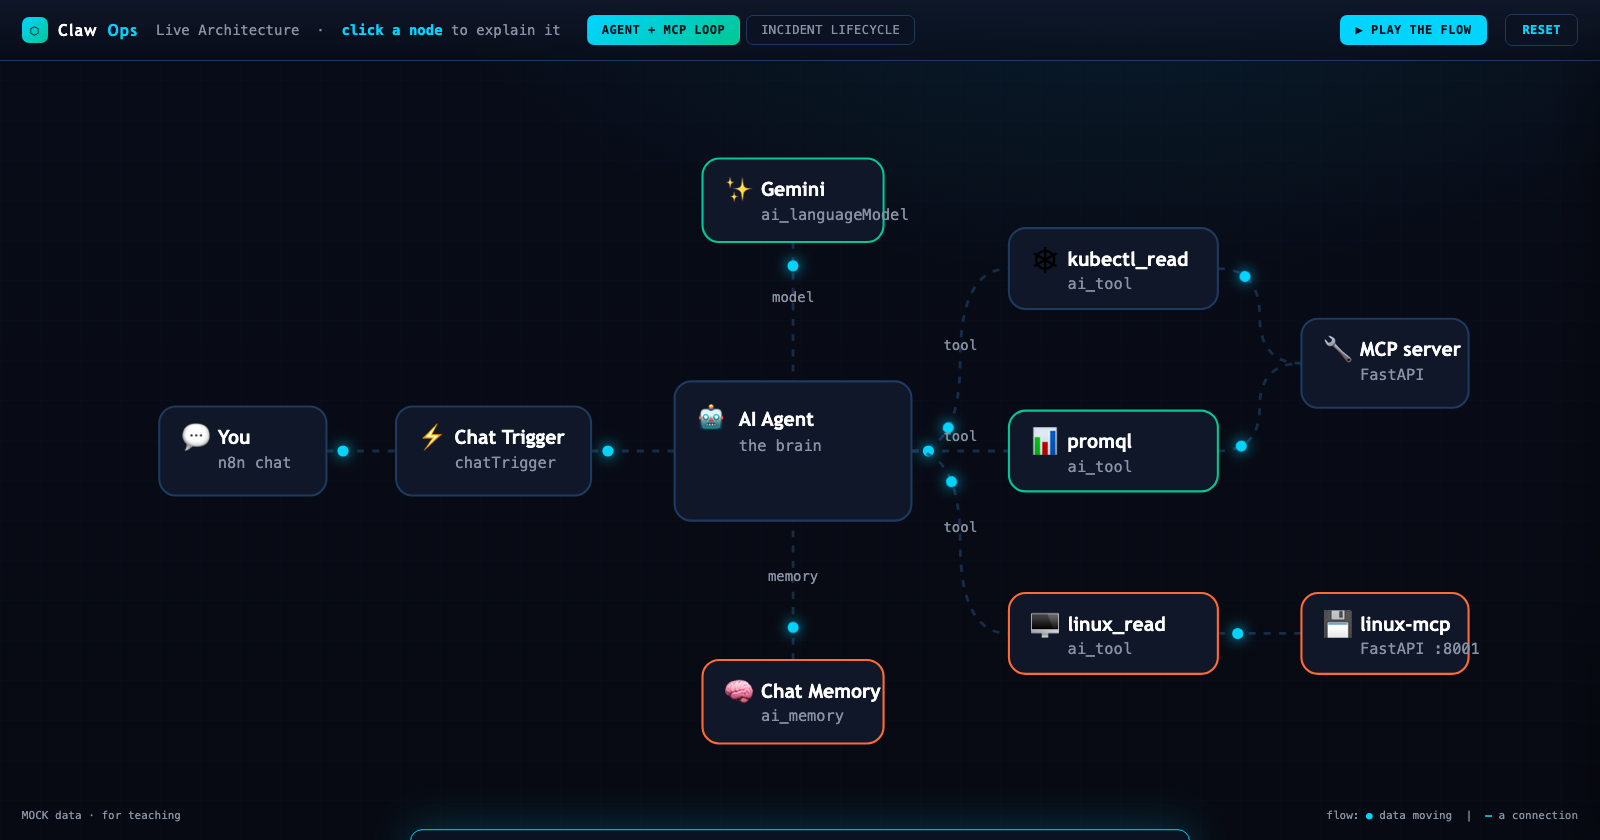 Claw Ops Live Architecture · click a node to explain it AGENT + MCP LOOP INCIDENT LIFECYCLE ▶ PLAY THE FLOW RESET
Gemini
ai_languageModel
model
kubectl_read
ai_tool
tool
MCP server
FastAPI
You
n8n chat
Chat Trigger
chatTrigger
AI Agent
the brain
tool
promql
ai_tool
tool
memory
linux_read
ai_tool
linux-mcp
FastAPI :8001
Chat Memory
ai_memory
MOCK data · for teaching
flow: ● data moving | — a connection